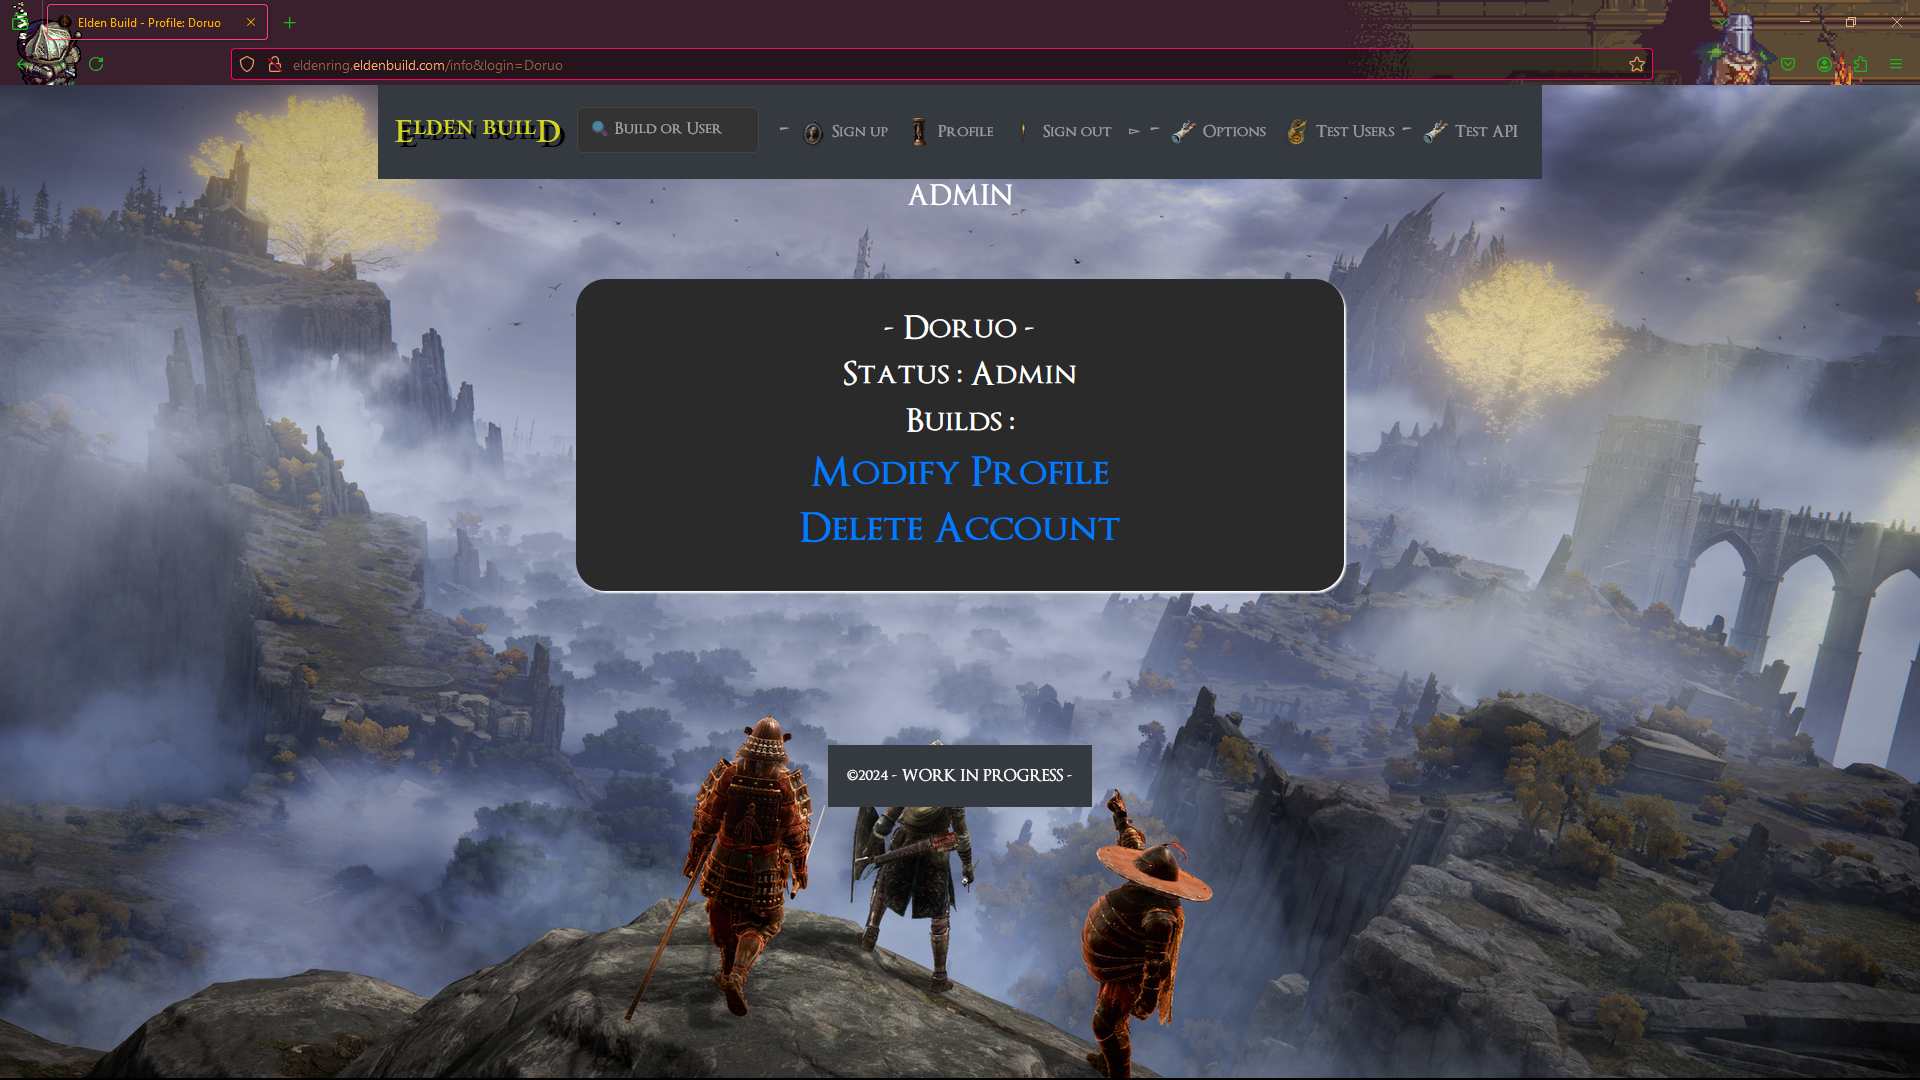 Elden Build - Profile: Doruo
eldenring.eldenbuild.com/info&login=Doruo
Elden Build
Build or User
Sign up
Profile
Sign out
Options
Test Users
Test API
ADMIN
- Doruo -
Status : Admin
Builds :
Modify Profile
Delete Account
©2024 - WORK IN PROGRESS -